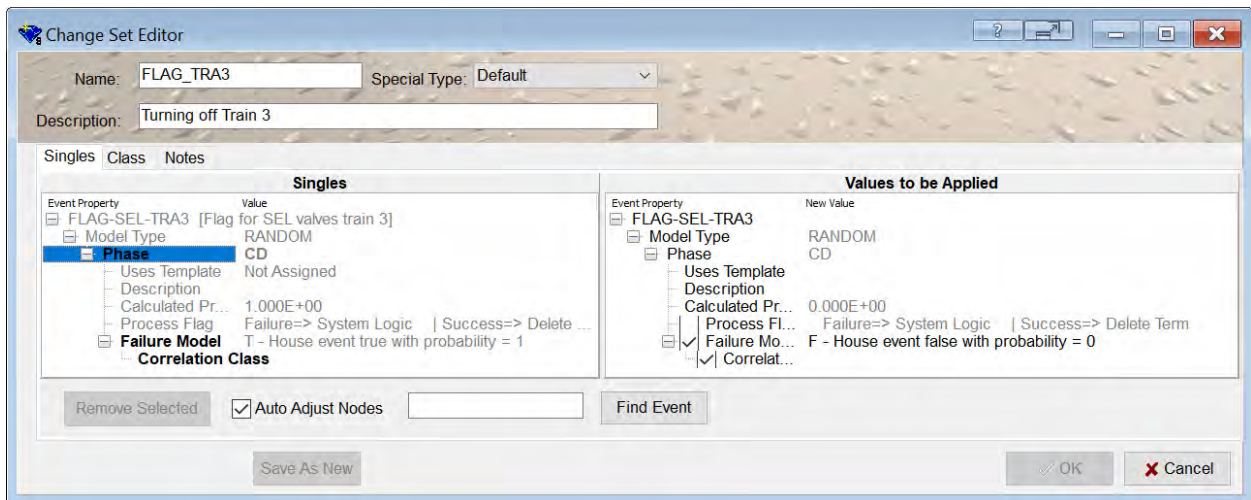 Change Set Editor
Name: FLAG_TRA3 Special Type: Default
Description: Turning off Train 3
Singles Class Notes
Singles Values to be Applied
Event Property Value Event Property New Value
FLAG-SEL-TRA3 [Flag for SEL valves train 3] FLAG-SEL-TRA3
Model Type RANDOM Model Type RANDOM
Phase CD Phase CD
Uses Template Not Assigned Uses Template
Description Description
Calculated Pr... 1.000E+00 Calculated Pr... 0.000E+00
Process Flag Failure=> System Logic | Success=> Delete ... Process Fl... Failure=> System Logic | Success=> Delete Term
Failure Model T - House event true with probability = 1 Failure Mo... F - House event false with probability = 0
Correlation Class Correlat...
Remove Selected Auto Adjust Nodes Find Event
Save As New OK Cancel